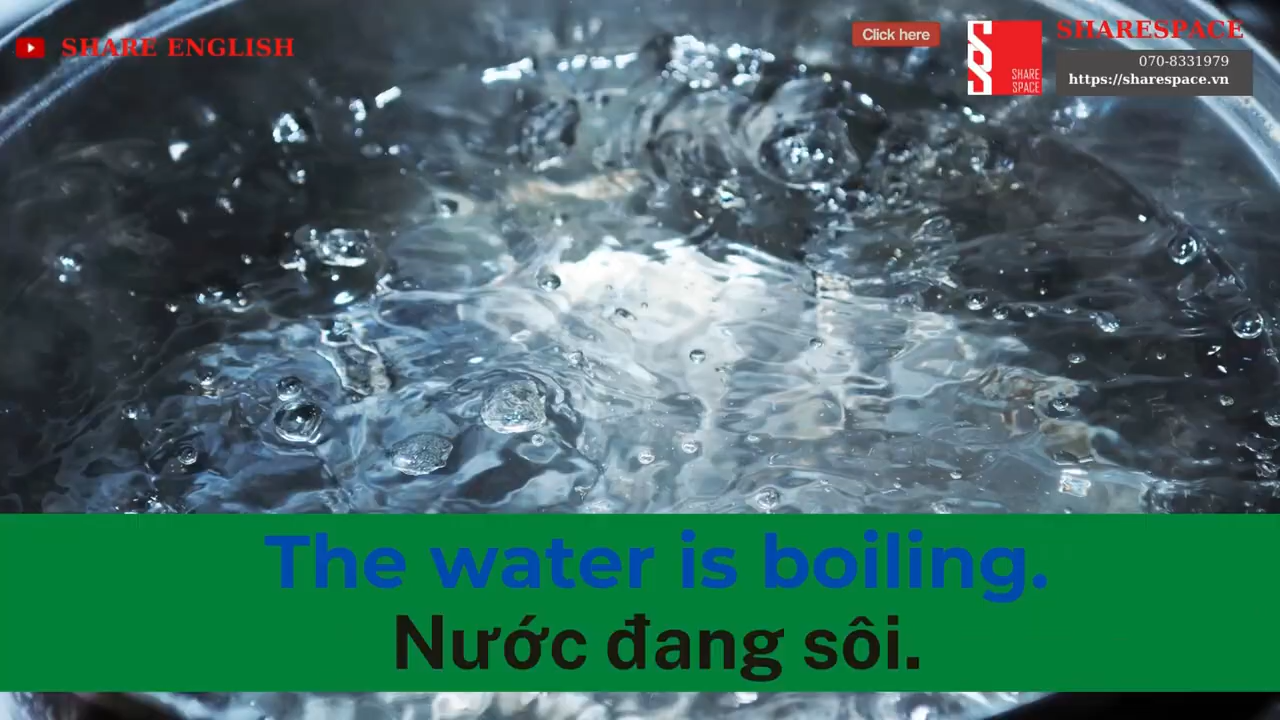 SHARE ENGLISH
Click here
SHARE
SPACE
SHARESPACE
070-8331979
https://sharespace.vn
The water is boiling.
Nước đang sôi.